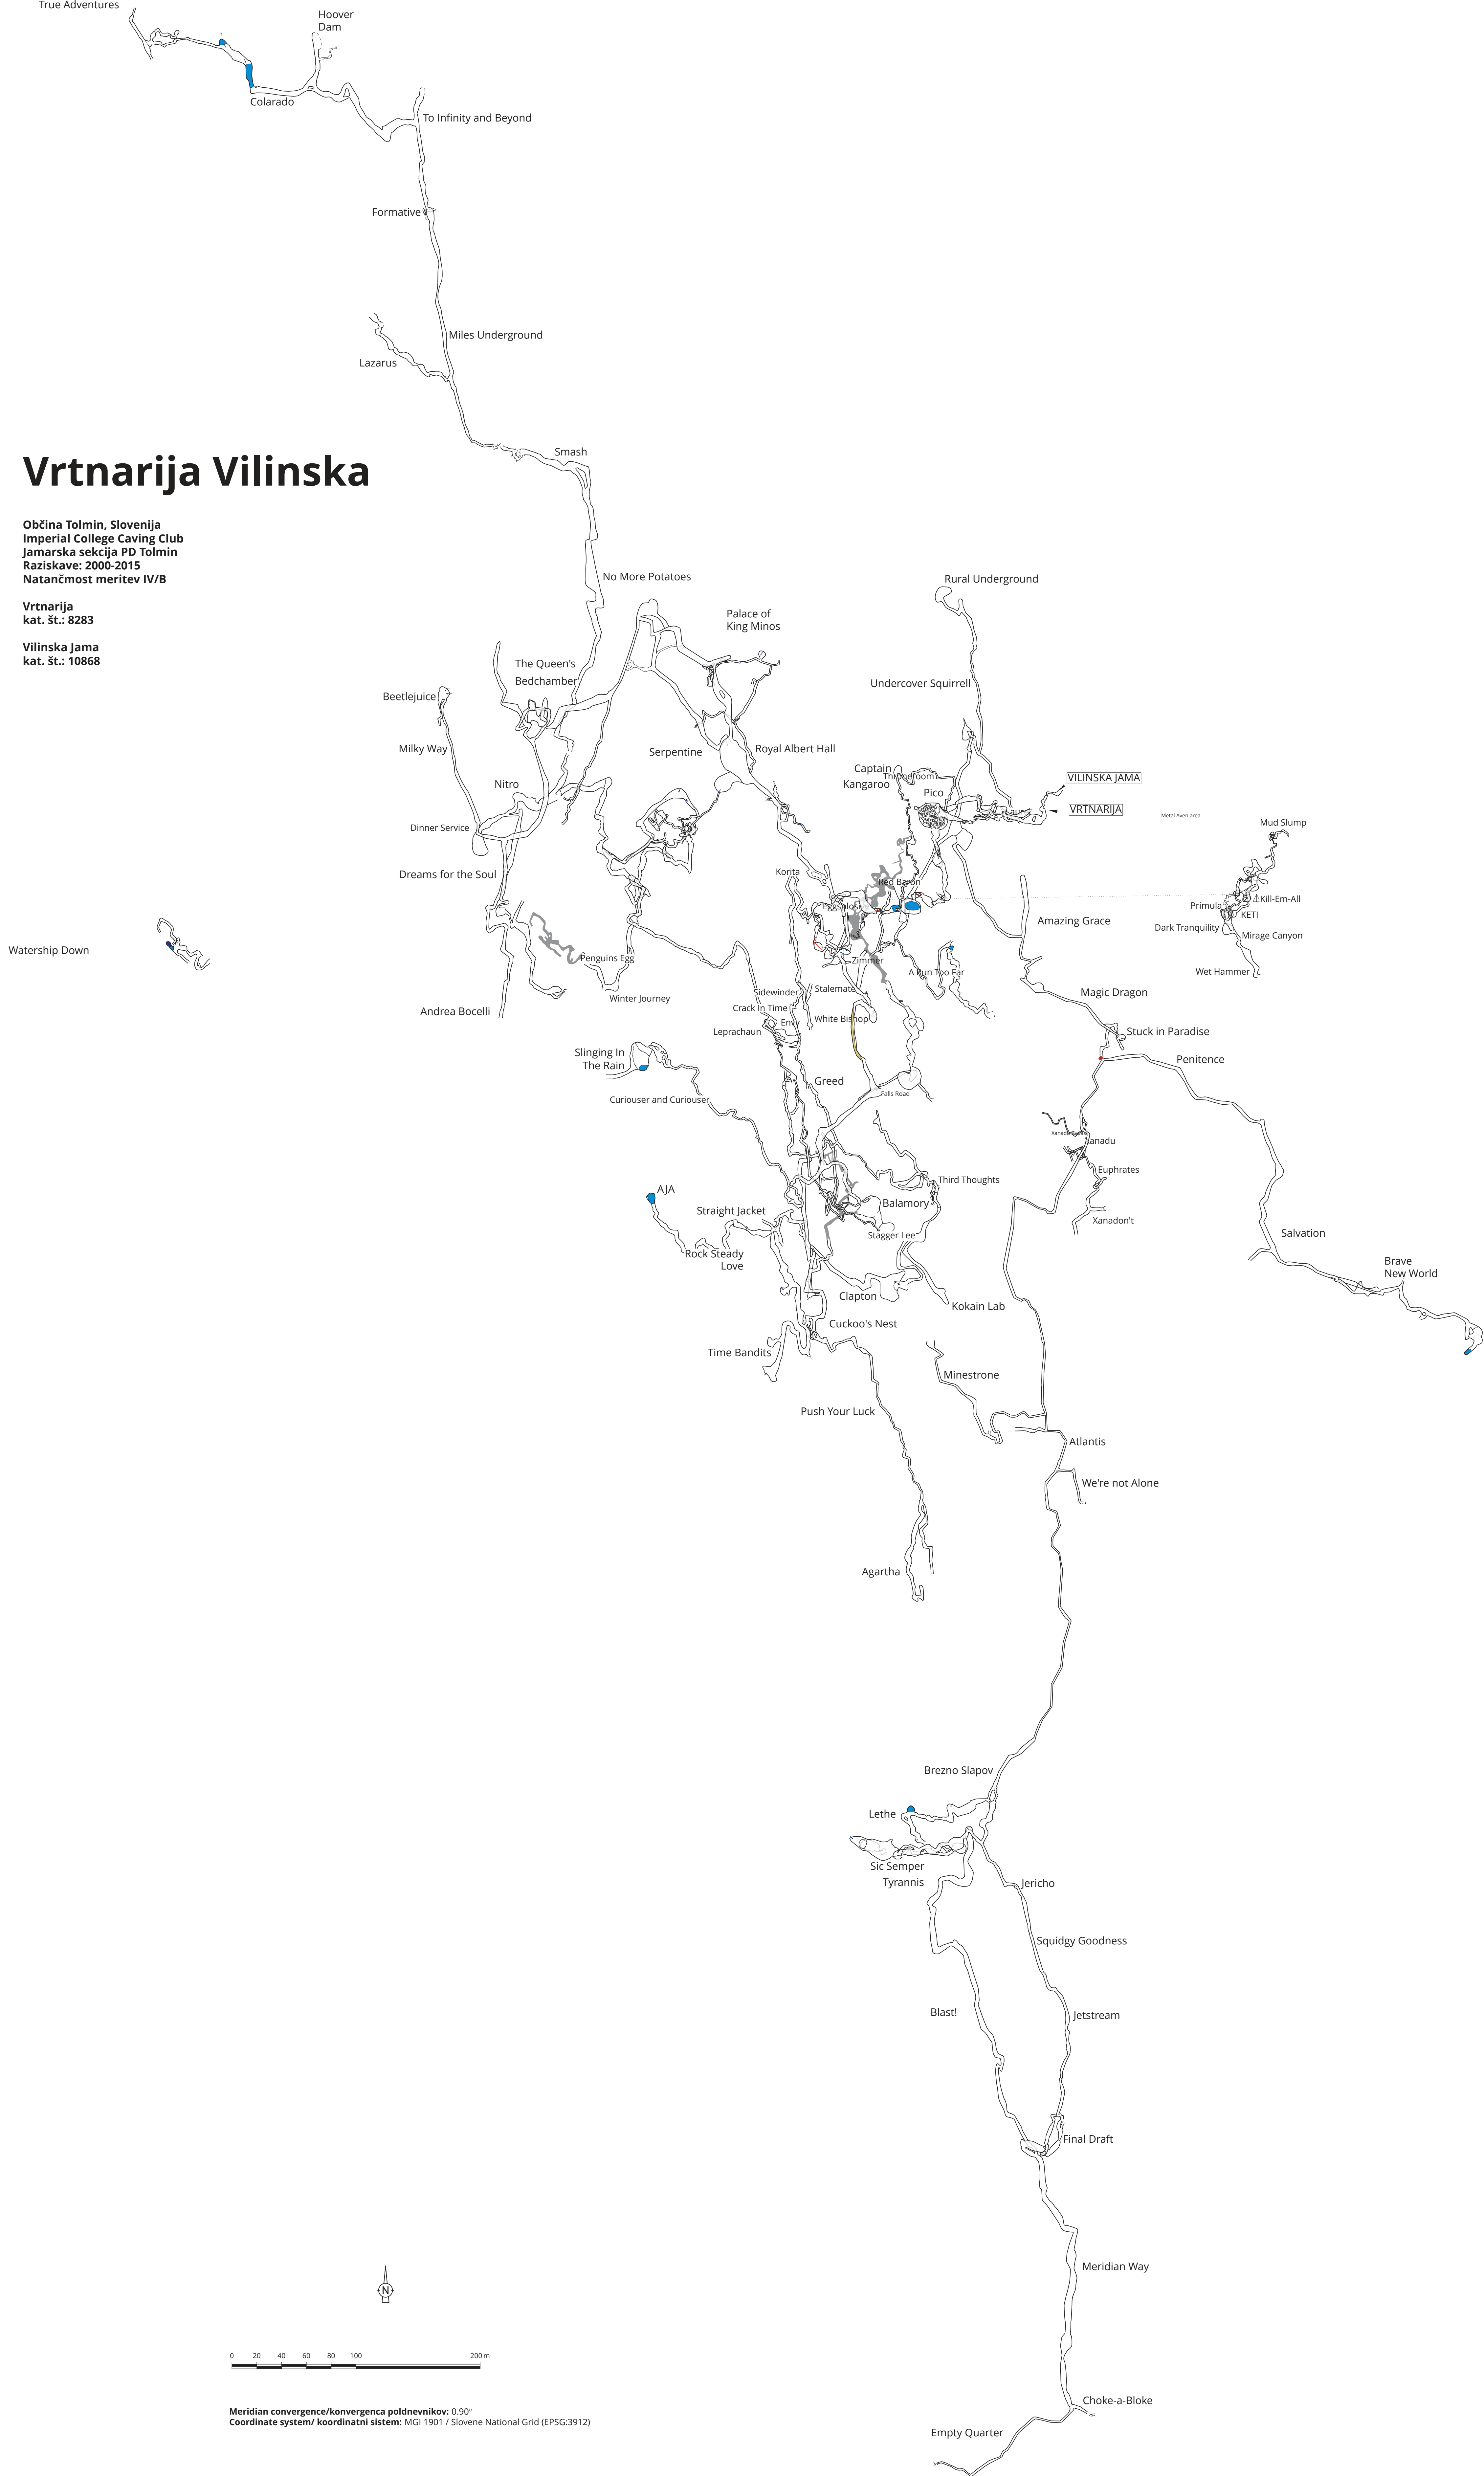 True Adventures
Hoover
Dam
Colarado
To Infinity and Beyond
Formative
Miles Underground
Lazarus
Smash
Vrtnarija Vilinska
Občina Tolmin, Slovenija
Imperial College Caving Club
Jamarska sekcija PD Tolmin
Raziskave: 2000-2015
Natančmost meritev IV/B
Vrtnarija
kat. št.: 8283
Vilinska Jama
kat. št.: 10868
No More Potatoes
Rural Underground
Palace of
King Minos
The Queen's
Bedchamber
Undercover Squirrell
Beetlejuice
Milky Way
Serpentine
Royal Albert Hall
Captain
Kangaroo
Throneroom
Pico
VILINSKA JAMA
VRTNARIJA
Nitro
Metal Aven area
Mud Slump
Dinner Service
Dreams for the Soul
Korita
Red Baron
Kill-Em-All
Primula
KETI
Amazing Grace
Dark Tranquility
Mirage Canyon
Watership Down
Penguins Egg
Zimmer
A Run Too Far
Wet Hammer
Winter Journey
Sidewinder
Stalemate
Magic Dragon
Andrea Bocelli
Crack In Time
White Bishop
Envy
Leprachaun
Stuck in Paradise
Slinging In
The Rain
Penitence
Greed
Falls Road
Curiouser and Curiouser
anadu
Euphrates
Third Thoughts
AJA
Balamory
Straight Jacket
Xanadon't
Stagger Lee
Salvation
Rock Steady
Love
Brave
New World
Clapton
Kokain Lab
Cuckoo's Nest
Time Bandits
Minestrone
Push Your Luck
Atlantis
We're not Alone
Agartha
Brezno Slapov
Lethe
Sic Semper
Tyrannis
Jericho
Squidgy Goodness
Blast!
Jetstream
Final Draft
Meridian Way
N
0 20 40 60 80 100 200 m
Choke-a-Bloke
Meridian convergence/konvergenca poldnevnikov: 0.90°
Coordinate system/ koordinatni sistem: MGI 1901 / Slovene National Grid (EPSG:3912)
Empty Quarter